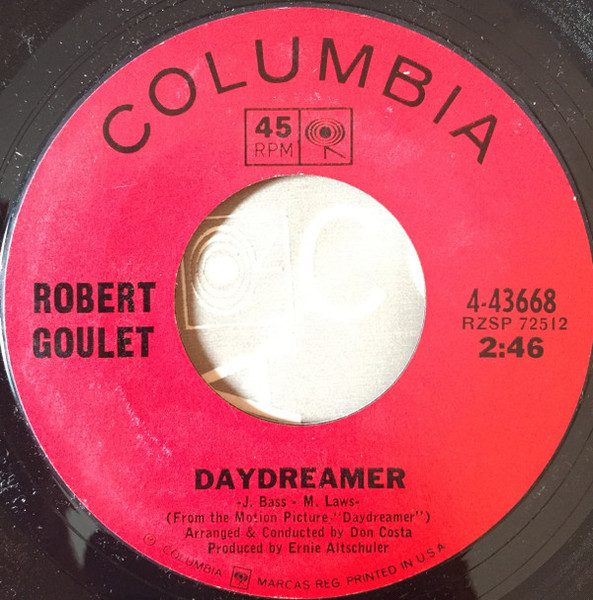 COLUMBIA
45
RPM
ROBERT
GOULET
4-43668
RZSP 72512
2:46
DAYDREAMER
-J. Bass - M. Laws-
(From the Motion Picture "Daydreamer")
Arranged & Conducted by Don Costa
Produced by Ernie Altschuler
Ⓟ COLUMBIA MARCAS REG. PRINTED IN U.S.A